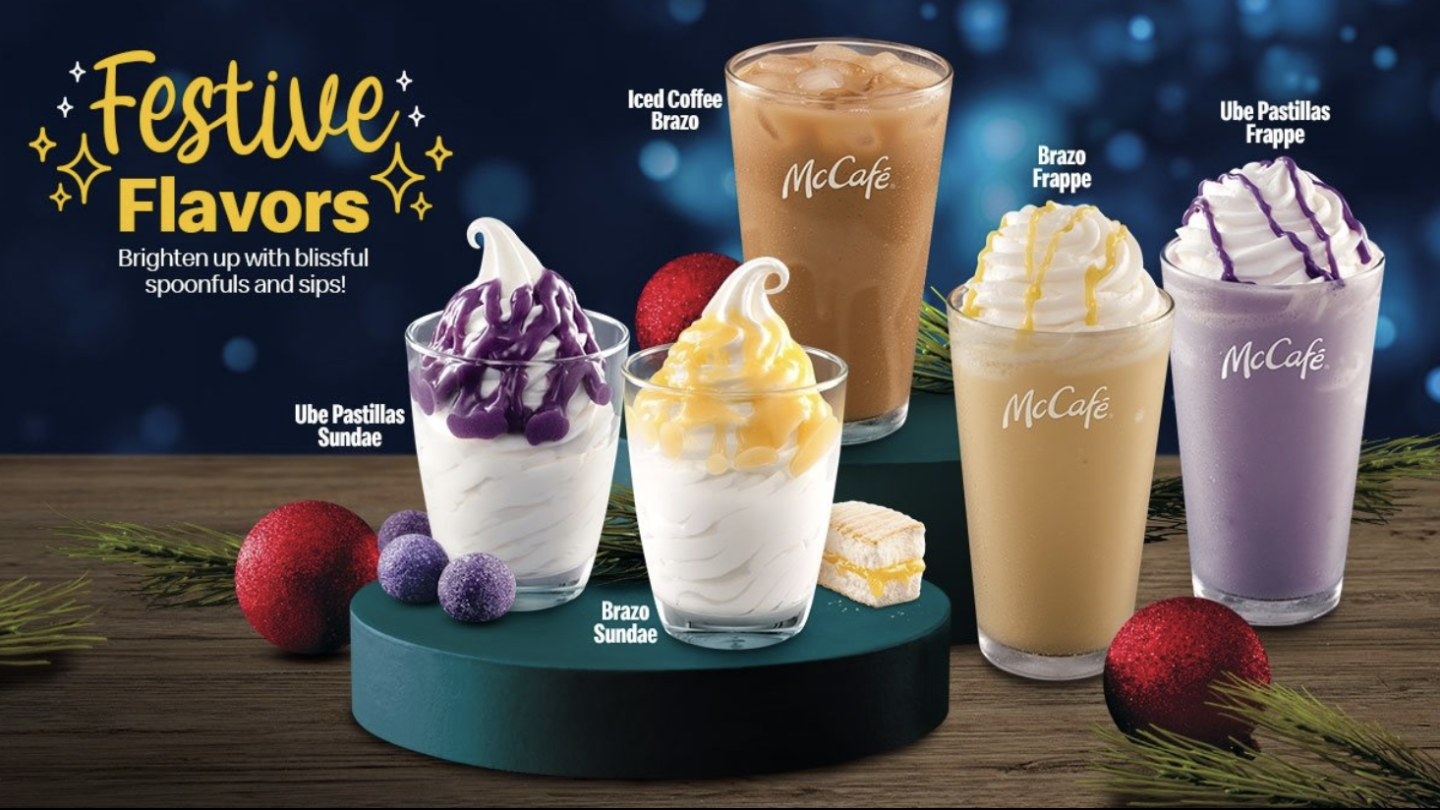 Festive
Flavors
Brighten up with blissful
spoonfuls and sips!
Ube Pastillas
Sundae
Brazo
Sundae
Iced Coffee
Brazo
McCafé®
Brazo
Frappe
McCafé®
Ube Pastillas
Frappe
McCafé®